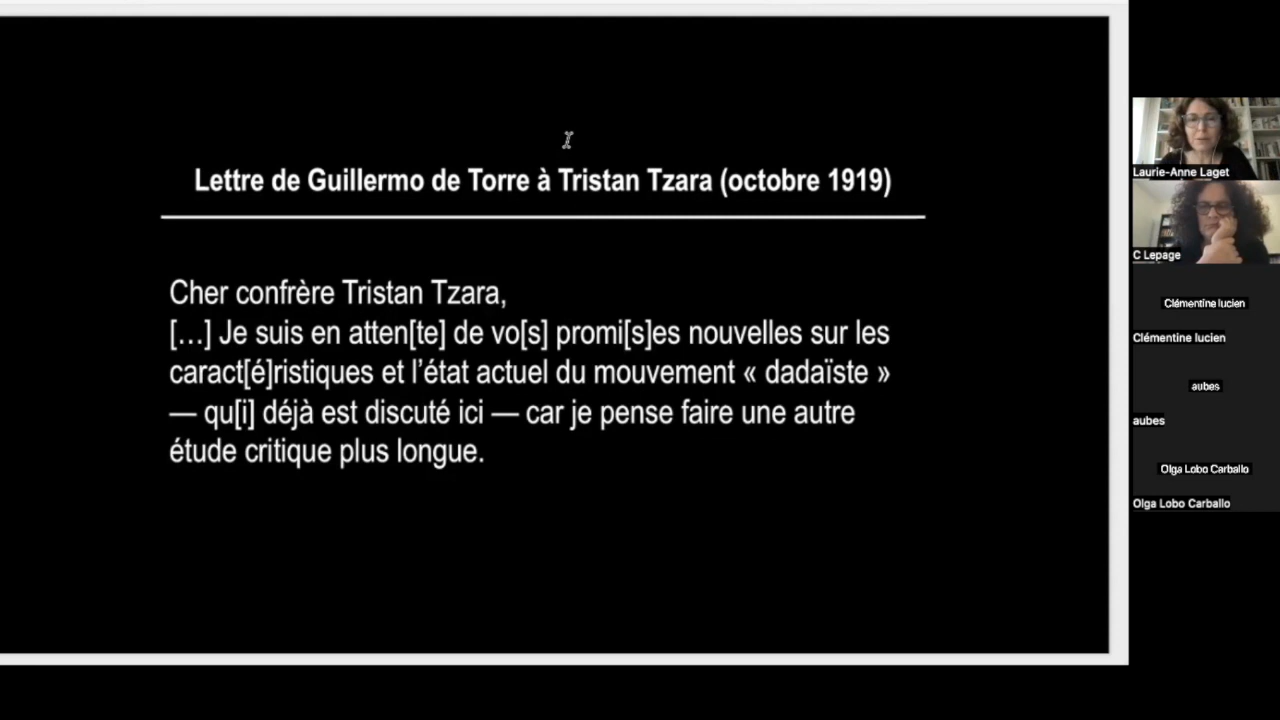 Lettre de Guillermo de Torre à Tristan Tzara (octobre 1919)
Cher confrère Tristan Tzara,
[…] Je suis en atten[te] de vo[s] promi[s]es nouvelles sur les
caract[é]ristiques et l’état actuel du mouvement « dadaïste »
— qu[i] déjà est discuté ici — car je pense faire une autre
étude critique plus longue.
Laurie-Anne Laget
C Lepage
Clémentine lucien
Clémentine lucien
aubes
aubes
Olga Lobo Carballo
Olga Lobo Carballo